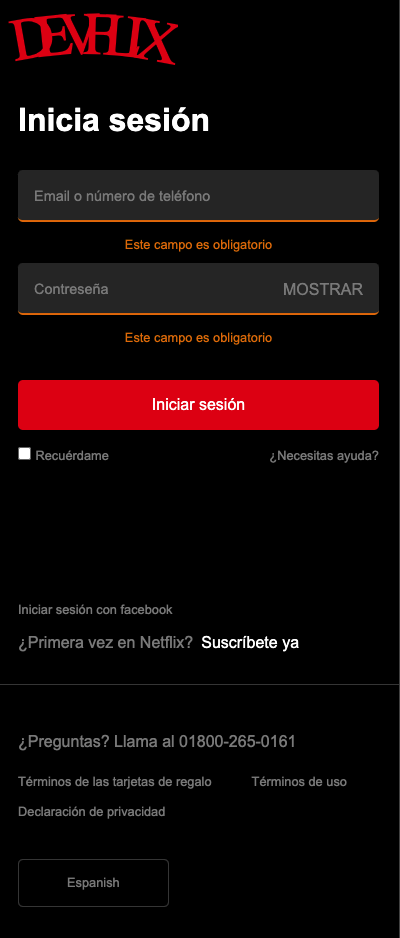 DEVFLIX
Inicia sesión
Email o número de teléfono
Este campo es obligatorio
Contreseña MOSTRAR
Este campo es obligatorio
Iniciar sesión
Recuérdame ¿Necesitas ayuda?
Iniciar sesión con facebook
¿Primera vez en Netflix? Suscríbete ya
¿Preguntas? Llama al 01800-265-0161
Términos de las tarjetas de regalo Términos de uso
Declaración de privacidad
Espanish